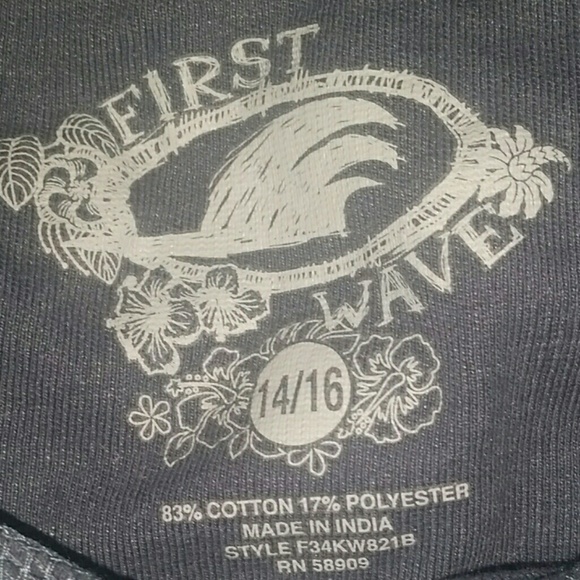 FIRST
WAVE
14/16
83% COTTON 17% POLYESTER
MADE IN INDIA
STYLE F34KW821B
RN 58909